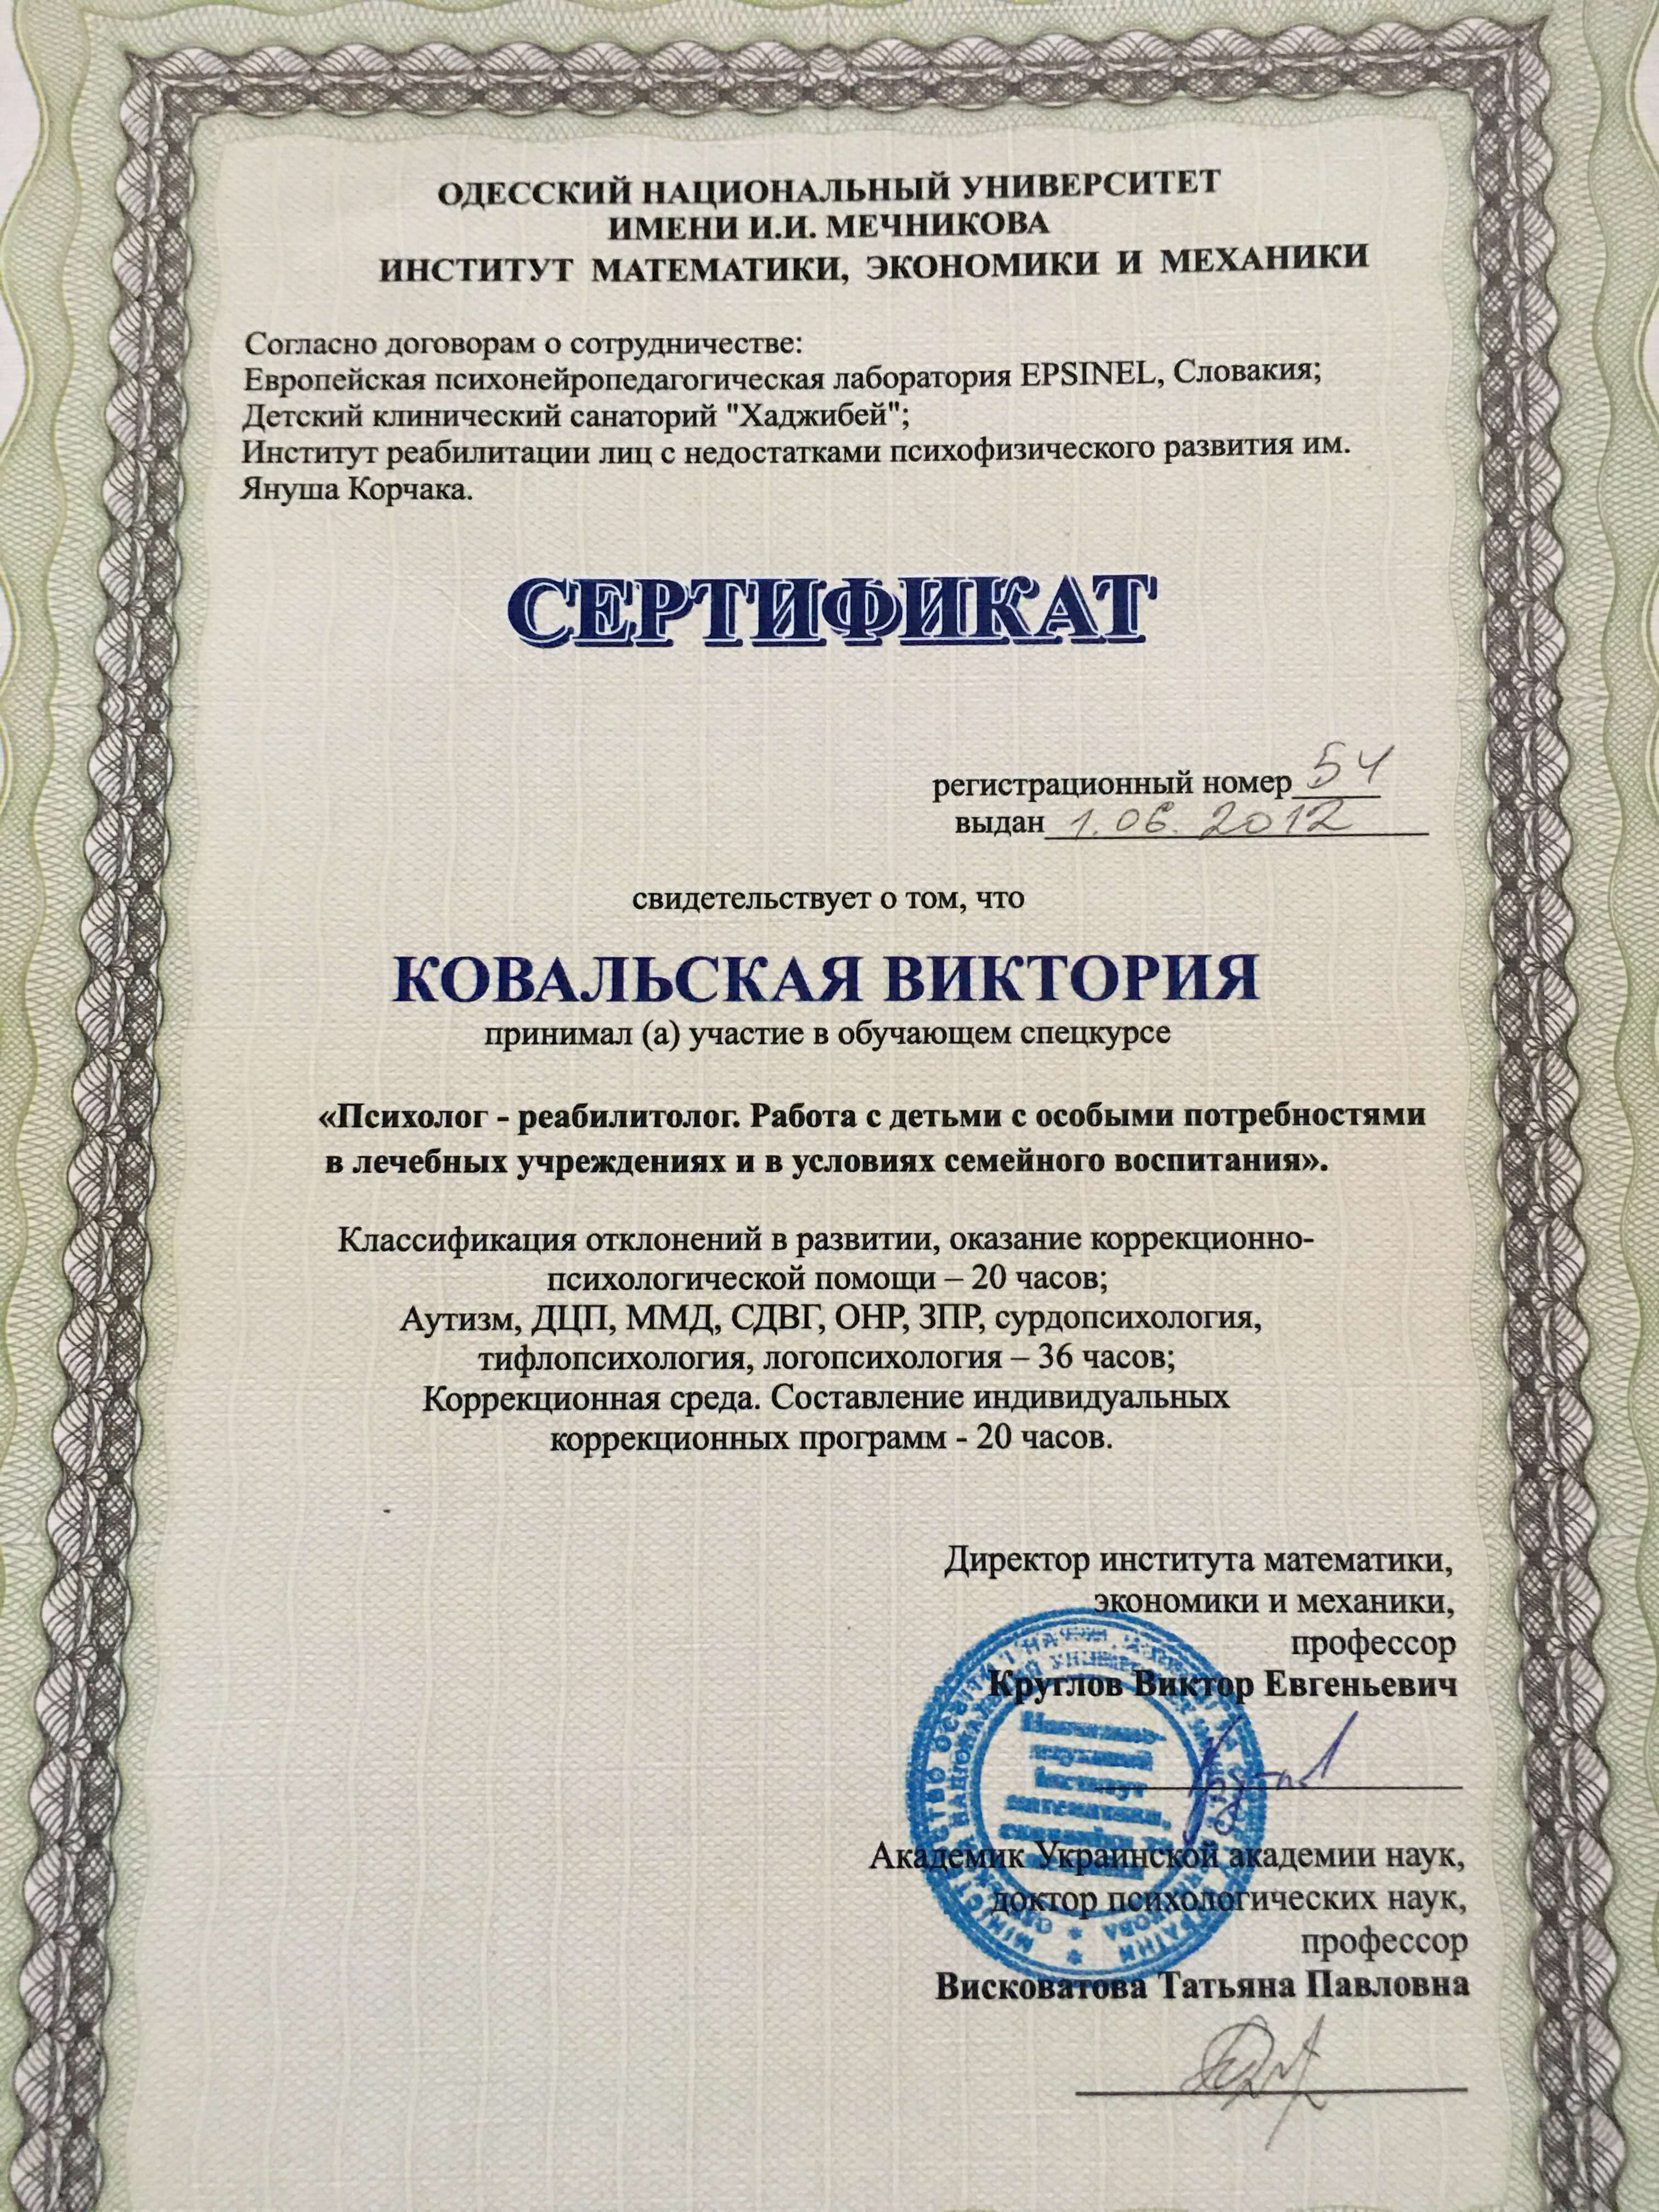 ОДЕССКИЙ НАЦИОНАЛЬНЫЙ УНИВЕРСИТЕТ
ИМЕНИ И.И. МЕЧНИКОВА
ИНСТИТУТ МАТЕМАТИКИ, ЭКОНОМИКИ И МЕХАНИКИ
Согласно договорам о сотрудничестве:
Европейская психонейропедагогическая лаборатория EPSINEL, Словакия;
Детский клинический санаторий "Хаджибей";
Институт реабилитации лиц с недостатками психофизического развития им.
Януша Корчака.
СЕРТИФИКАТ
регистрационный номер 54
выдан 1.06.2012
свидетельствует о том, что
КОВАЛЬСКАЯ ВИКТОРИЯ
принимал (а) участие в обучающем спецкурсе
«Психолог - реабилитолог. Работа с детьми с особыми потребностями
в лечебных учреждениях и в условиях семейного воспитания».
Классификация отклонений в развитии, оказание коррекционно-
психологической помощи – 20 часов;
Аутизм, ДЦП, ММД, СДВГ, ОНР, ЗПР, сурдопсихология,
тифлопсихология, логопсихология – 36 часов;
Коррекционная среда. Составление индивидуальных
коррекционных программ - 20 часов.
Директор института математики,
экономики и механики,
профессор
Круглов Виктор Евгеньевич
Академик Украинской академии наук,
доктор психологических наук,
профессор
Висковатова Татьяна Павловна